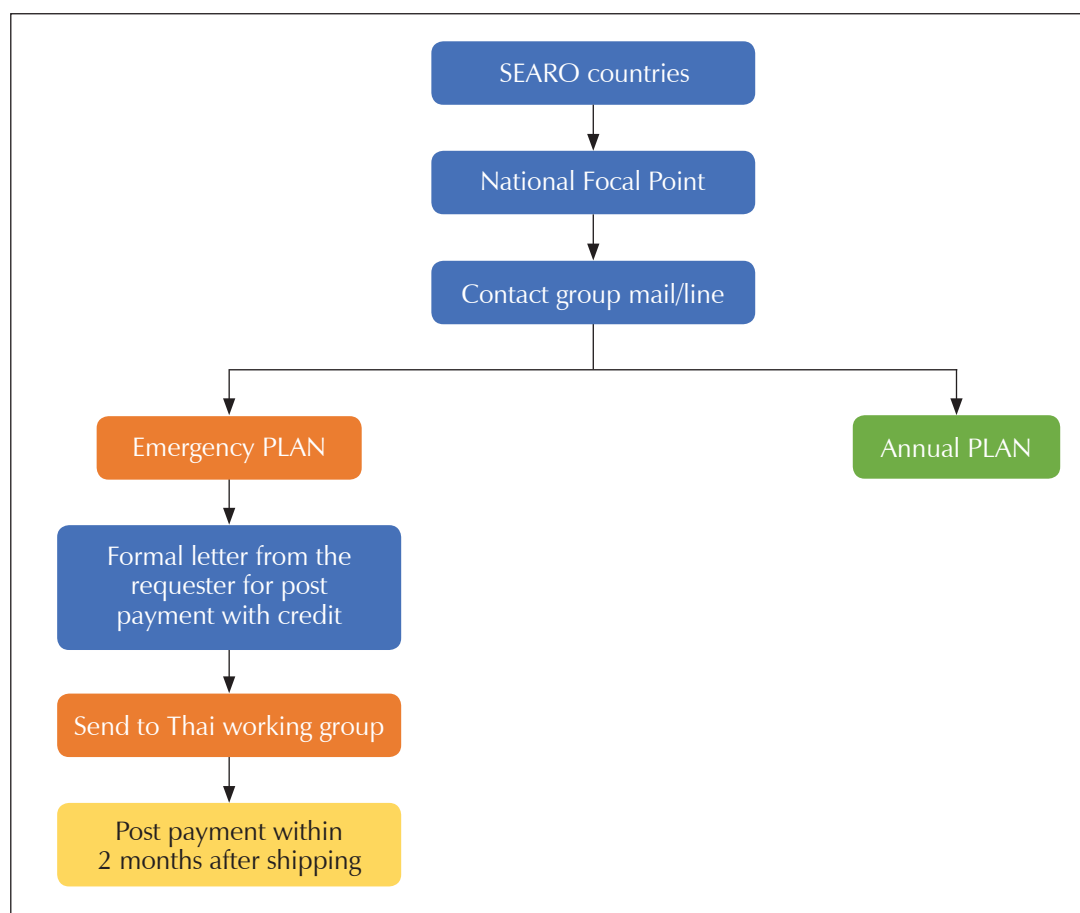 SEARO countries
National Focal Point
Contact group mail/line
Emergency PLAN
Annual PLAN
Formal letter from the
requester for post
payment with credit
Send to Thai working group
Post payment within
2 months after shipping